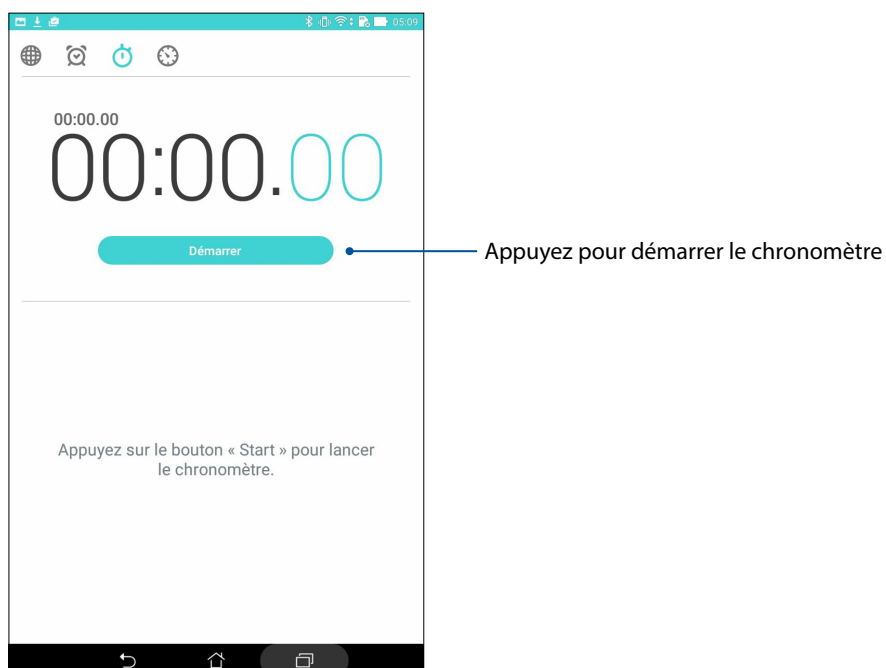 05:09
00:00.00
00:00.00
Démarrer
Appuyez pour démarrer le chronomètre
Appuyez sur le bouton « Start » pour lancer
le chronomètre.